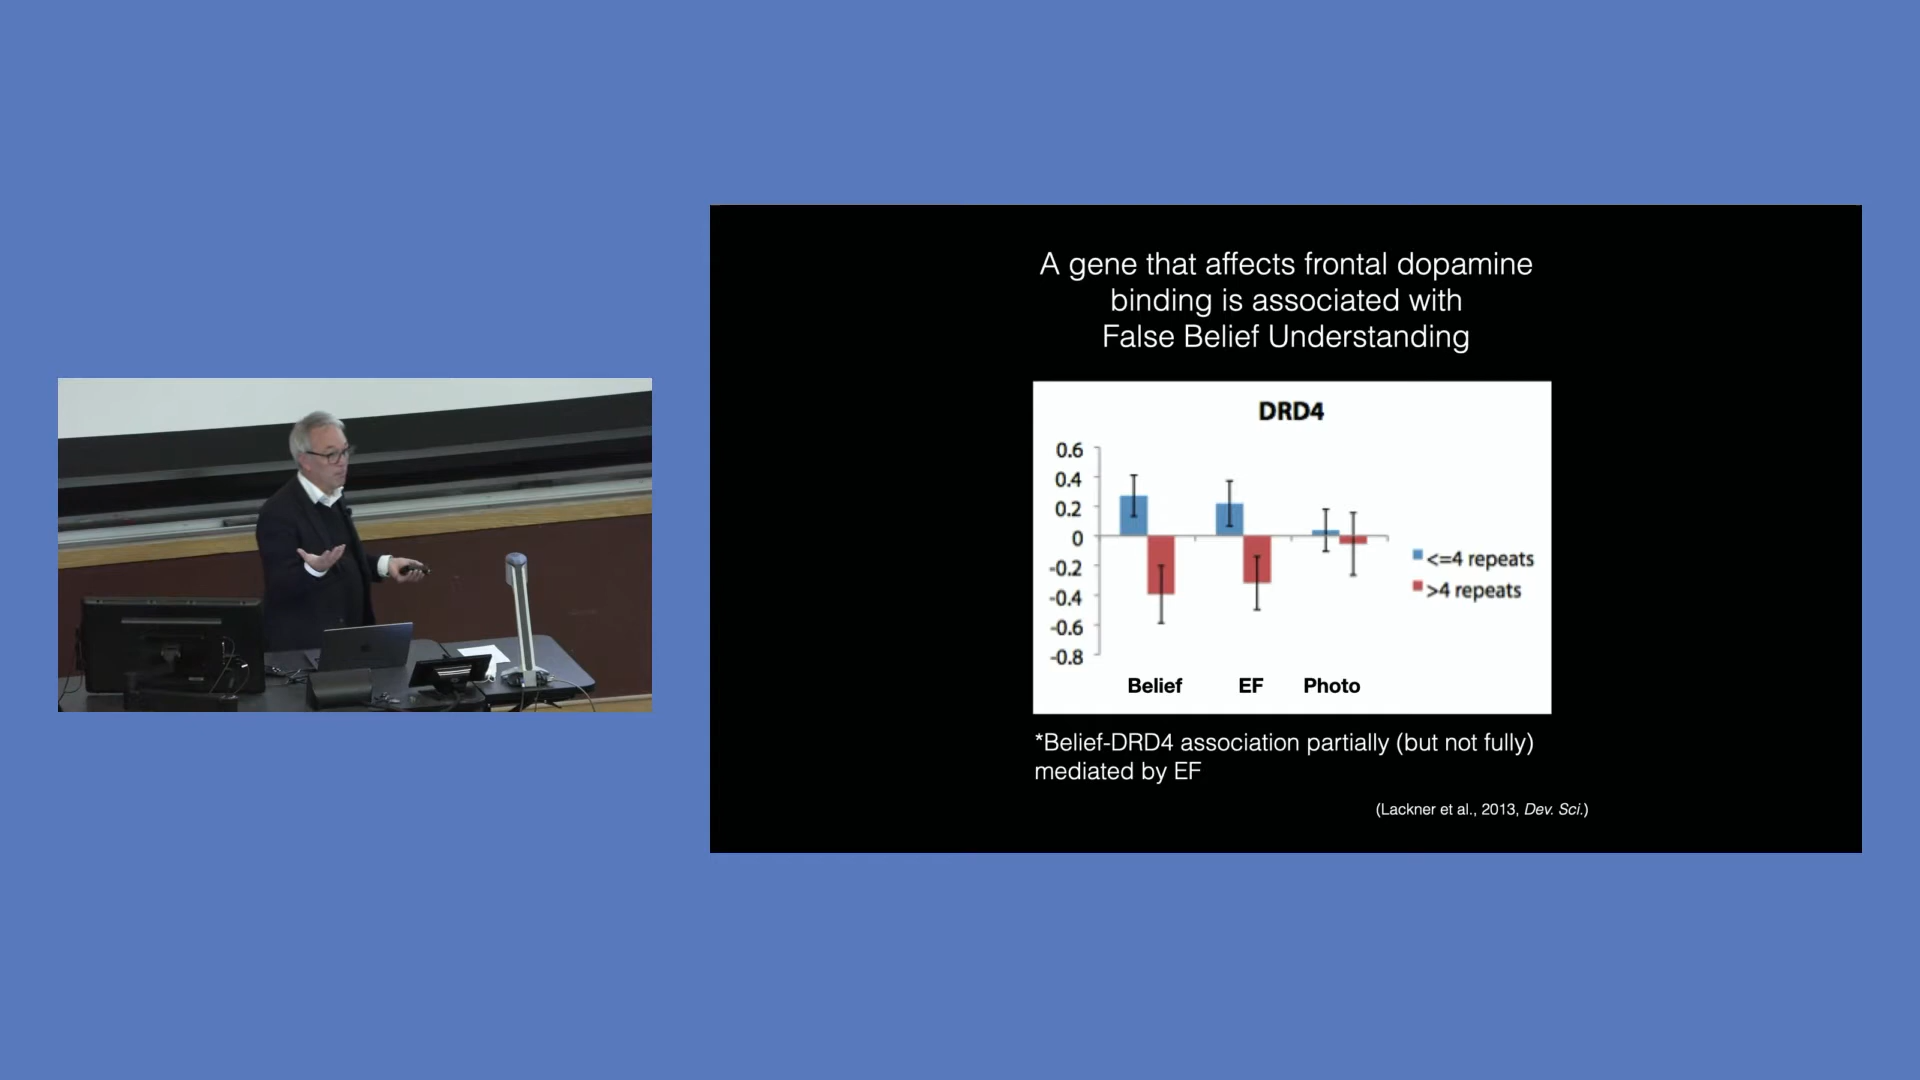 A gene that affects frontal dopamine
binding is associated with
False Belief Understanding
DRD4
0.6
0.4
0.2
0
-0.2
-0.4
-0.6
-0.8
<=4 repeats
>4 repeats
Belief EF Photo
*Belief-DRD4 association partially (but not fully)
mediated by EF
(Lackner et al., 2013, Dev. Sci.)